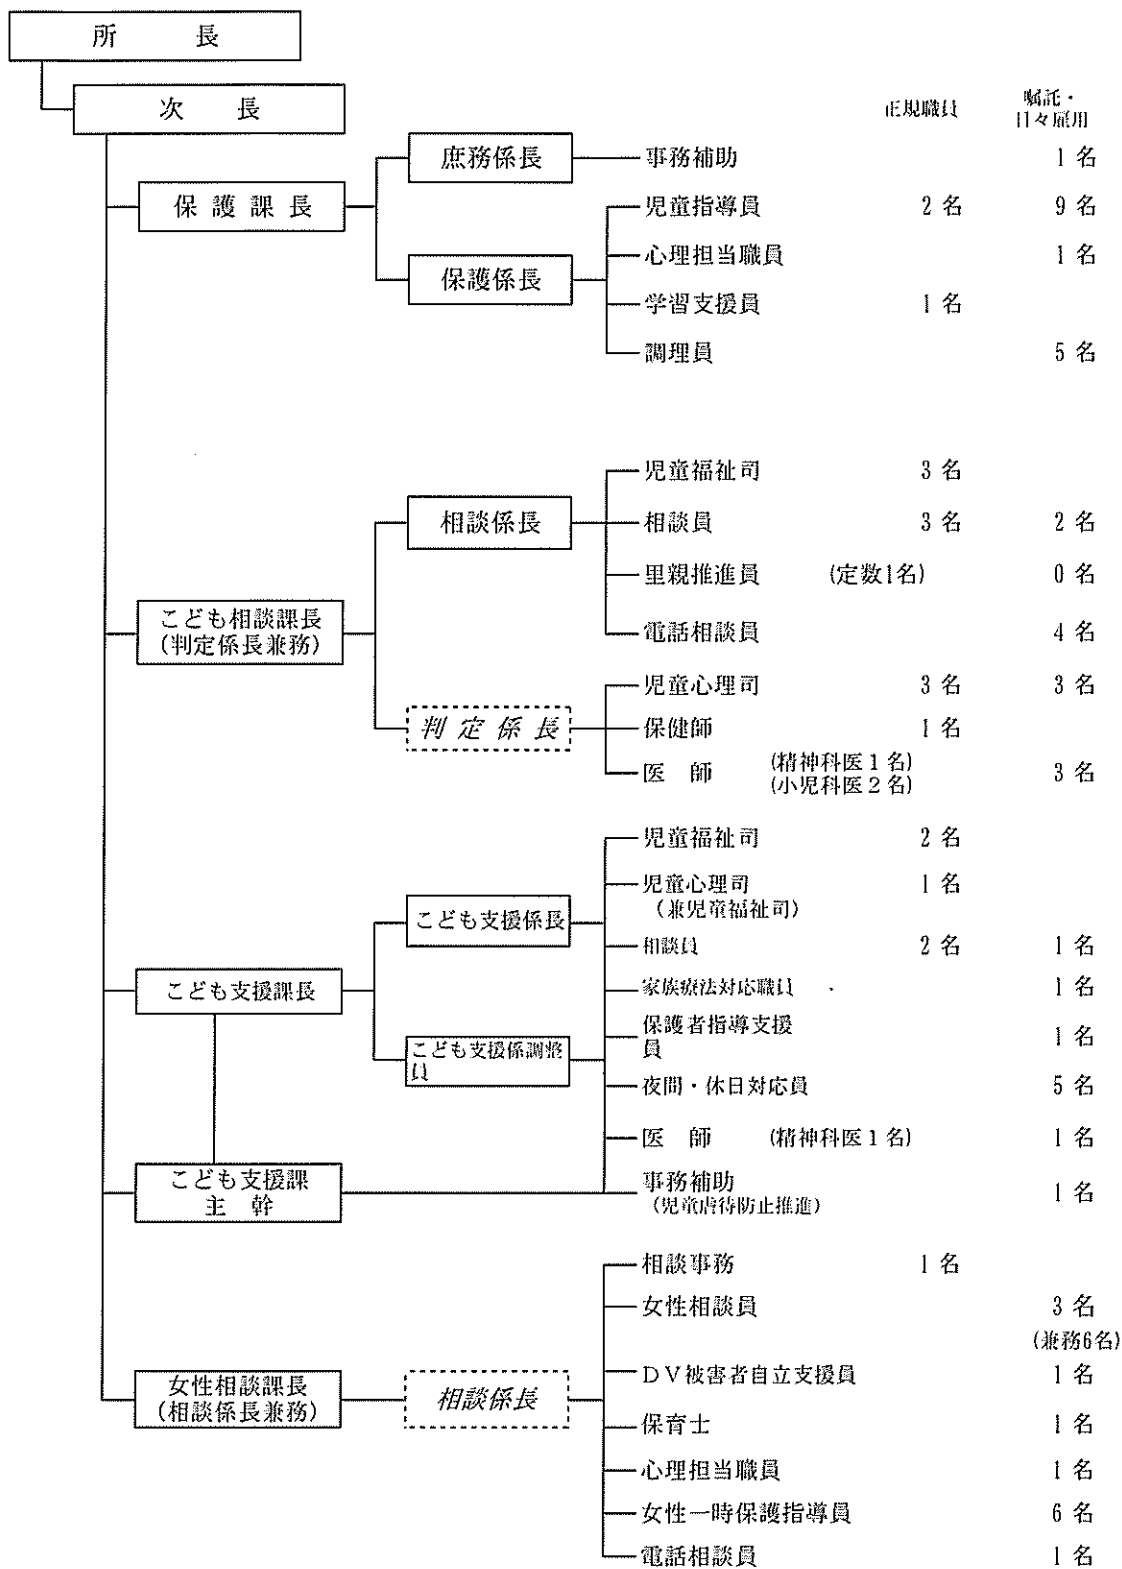 所　　長
次　　長
正規職員
嘱託・
日々雇用
庶務係長
事務補助　1 名
保 護 課 長
児童指導員　2 名　9 名
保護係長
心理担当職員　1 名
学習支援員　1 名
調理員　5 名
児童福祉司　3 名
相談係長
相談員　3 名　2 名
里親推進員　(定数1名)　0 名
こども相談課長
(判定係長兼務)
電話相談員　4 名
児童心理司　3 名　3 名
判 定 係 長
保健師　1 名
医　師　(精神科医１名)　3 名
(小児科医２名)
児童福祉司　2 名
児童心理司　1 名
（兼児童福祉司）
こども支援係長
相談員　2 名　1 名
こども支援課長
家族療法対応職員　1 名
保護者指導支援
員　1 名
こども支援係調整
員
夜間・休日対応員　5 名
医　師　(精神科医１名)　1 名
こども支援課
主　幹
事務補助　1 名
（児童虐待防止推進）
相談事務　1 名
女性相談員　3 名
(兼務6名)
女性相談課長
(相談係長兼務)
相談係長
ＤＶ被害者自立支援員　1 名
保育士　1 名
心理担当職員　1 名
女性一時保護指導員　6 名
電話相談員　1 名